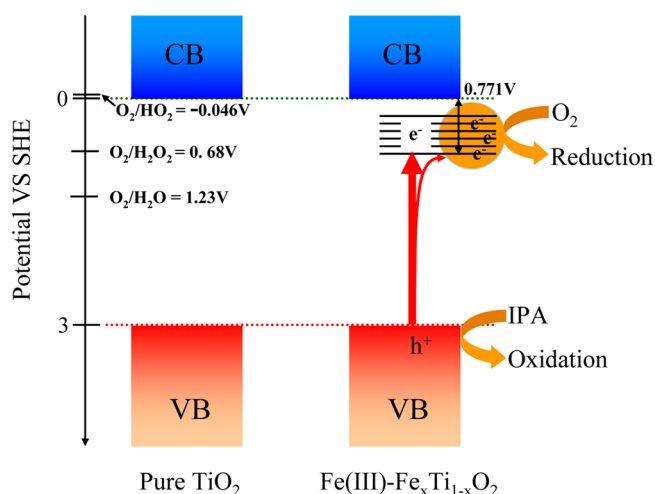 CB
CB
0
0.771V
O₂/HO₂ = −0.046V
e⁻
e⁻
e⁻
e⁻
O₂
Reduction
O₂/H₂O₂ = 0. 68V
O₂/H₂O = 1.23V
Potential VS SHE
3
h⁺
IPA
Oxidation
VB
VB
Pure TiO₂
Fe(III)-FeₓTi₁₋ₓO₂